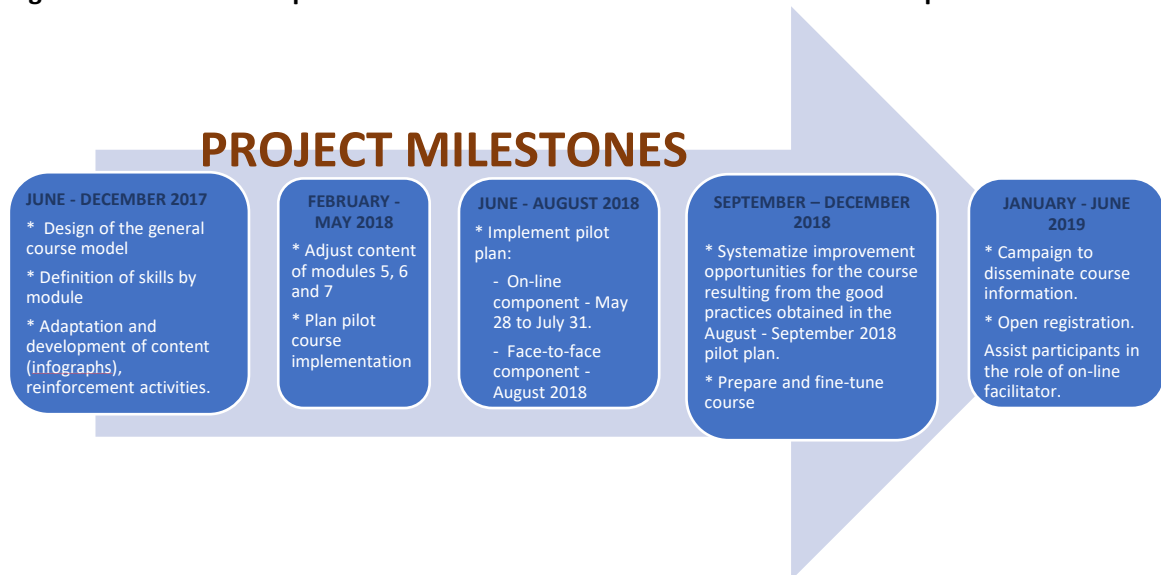 PROJECT MILESTONES
JUNE - DECEMBER 2017
* Design of the general
course model
* Definition of skills by
module
* Adaptation and
development of content
(infographs),
reinforcement activities.
FEBRUARY -
MAY 2018
* Adjust content
of modules 5, 6
and 7
* Plan pilot
course
implementation
JUNE - AUGUST 2018
* Implement pilot
plan:
- On-line
component - May
28 to July 31.
- Face-to-face
component -
August 2018
SEPTEMBER – DECEMBER
2018
* Systematize improvement
opportunities for the course
resulting from the good
practices obtained in the
August - September 2018
pilot plan.
* Prepare and fine-tune
course
JANUARY - JUNE
2019
* Campaign to
disseminate course
information.
* Open registration.
Assist participants in
the role of on-line
facilitator.